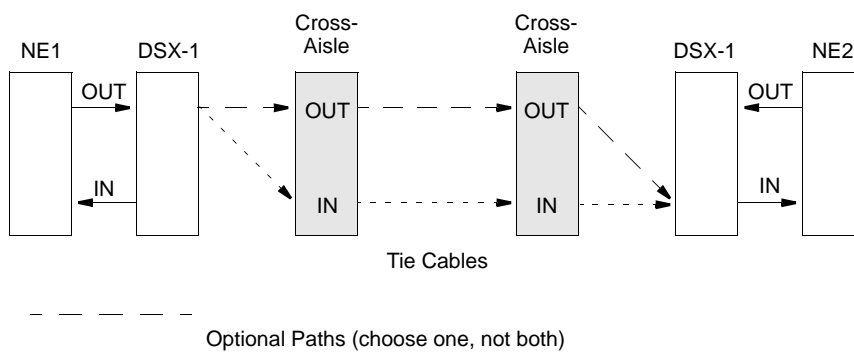 Cross-
Aisle
Cross-
Aisle
NE1
DSX-1
DSX-1
NE2
OUT
OUT
OUT
OUT
IN
IN
IN
IN
Tie Cables
Optional Paths (choose one, not both)